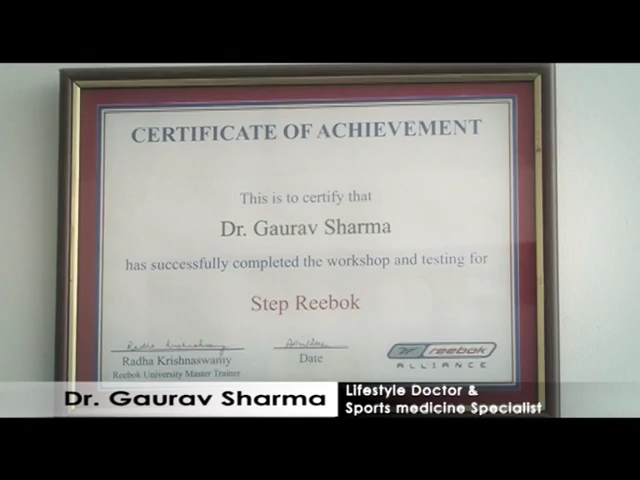 CERTIFICATE OF ACHIEVEMENT
This is to certify that
Dr. Gaurav Sharma
has successfully completed the workshop and testing for
Step Reebok
Radha Krishnaswamy
Radha Krishnaswamy
Date
Reebok University Master Trainer
reebok
ALLIANCE
Dr. Gaurav Sharma
Lifestyle Doctor &
Sports medicine Specialist